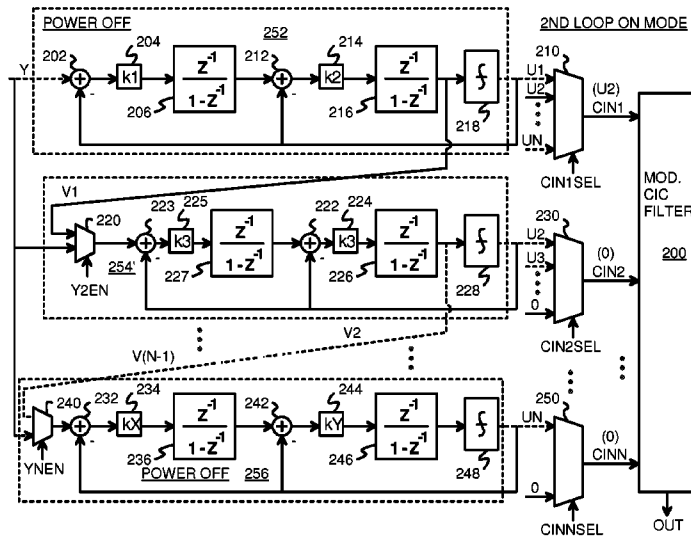 POWER OFF
2ND LOOP ON MODE
202
204
252
212
214
210
Y
k1
z-1
1-z-1
k2
z-1
1-z-1
206
216
218
U1
U2
UN
(U2)
CIN1
CIN1SEL
V1
MOD.
CIC
FILTER
200
220
223
225
222
224
230
k3
z-1
1-z-1
k3
z-1
1-z-1
Y2EN
254'
227
226
228
U2
U3
0
(0)
CIN2
CIN2SEL
V(N-1)
V2
240
232
234
242
244
250
kX
z-1
1-z-1
kY
z-1
1-z-1
YNEN
236
POWER OFF
256
246
248
UN
0
(0)
CINN
CINNSEL
OUT